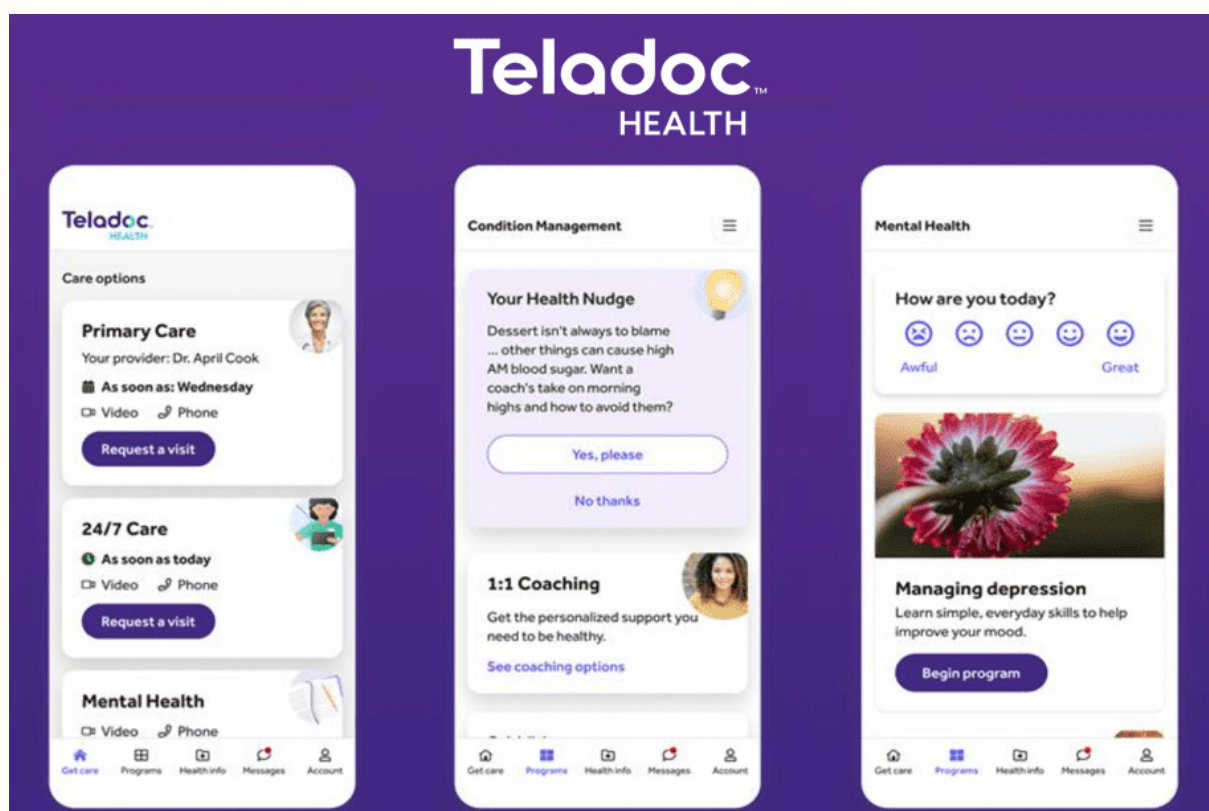 Teladoc™
HEALTH
Teladoc™
HEALTH
Care options
Primary Care
Your provider: Dr. April Cook
As soon as: Wednesday
Video Phone
Request a visit
24/7 Care
As soon as today
Video Phone
Request a visit
Mental Health
Video Phone
Get care Programs Health info Messages Account
Condition Management
Your Health Nudge
Dessert isn't always to blame
... other things can cause high
AM blood sugar. Want a
coach's take on morning
highs and how to avoid them?
Yes, please
No thanks
1:1 Coaching
Get the personalized support you
need to be healthy.
See coaching options
Get care Programs Health info Messages Account
Mental Health
How are you today?
Awful Great
Managing depression
Learn simple, everyday skills to help
improve your mood.
Begin program
Get care Programs Health info Messages Account